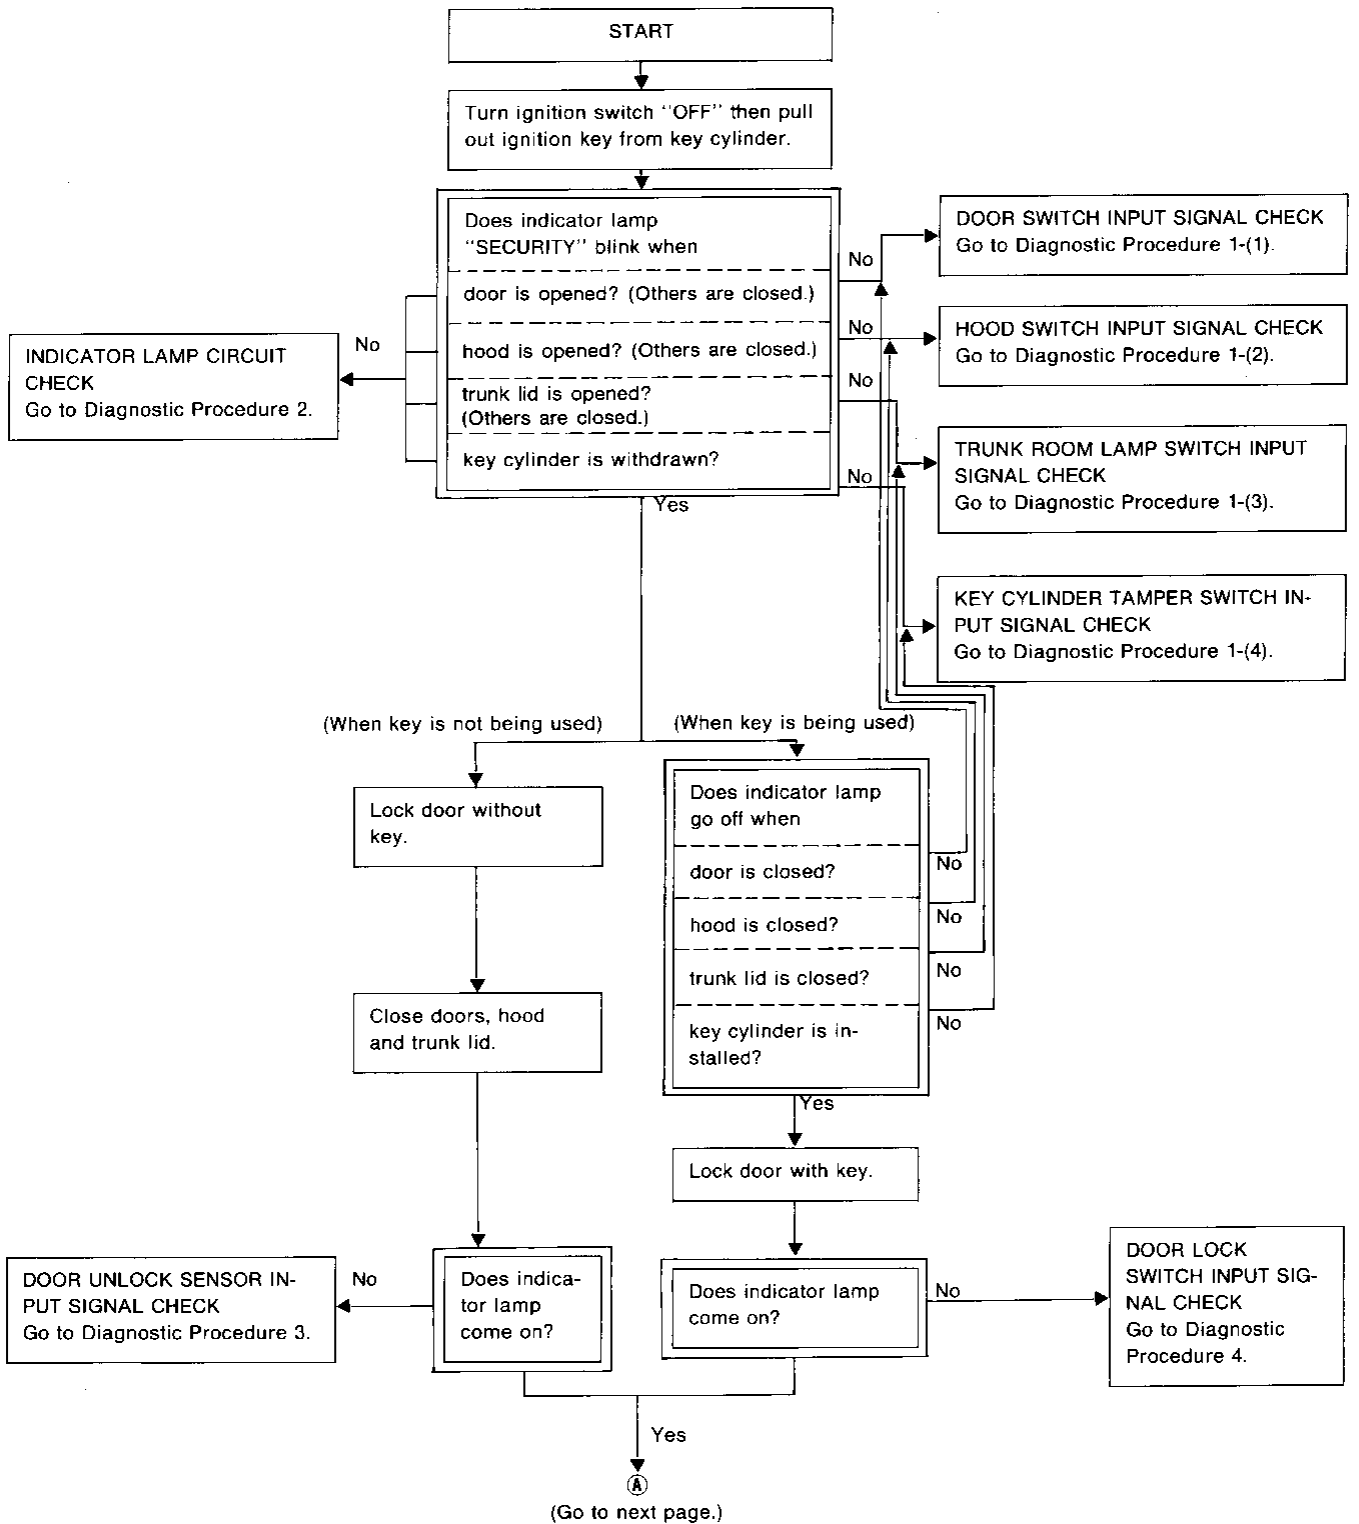 START
Turn ignition switch "OFF" then pull
out ignition key from key cylinder.
Does indicator lamp
"SECURITY" blink when
door is opened? (Others are closed.)
hood is opened? (Others are closed.)
trunk lid is opened?
(Others are closed.)
key cylinder is withdrawn?
No
INDICATOR LAMP CIRCUIT
CHECK
Go to Diagnostic Procedure 2.
No
DOOR SWITCH INPUT SIGNAL CHECK
Go to Diagnostic Procedure 1-(1).
No
HOOD SWITCH INPUT SIGNAL CHECK
Go to Diagnostic Procedure 1-(2).
No
TRUNK ROOM LAMP SWITCH INPUT
SIGNAL CHECK
Go to Diagnostic Procedure 1-(3).
No
KEY CYLINDER TAMPER SWITCH IN-
PUT SIGNAL CHECK
Go to Diagnostic Procedure 1-(4).
Yes
(When key is not being used)
(When key is being used)
Lock door without
key.
Close doors, hood
and trunk lid.
Does indicator lamp
go off when
door is closed?
No
hood is closed?
No
trunk lid is closed?
No
key cylinder is in-
stalled?
No
Yes
Lock door with key.
Does indica-
tor lamp
come on?
No
DOOR UNLOCK SENSOR IN-
PUT SIGNAL CHECK
Go to Diagnostic Procedure 3.
Does indicator lamp
come on?
No
DOOR LOCK
SWITCH INPUT SIG-
NAL CHECK
Go to Diagnostic
Procedure 4.
Yes
Ⓐ
(Go to next page.)